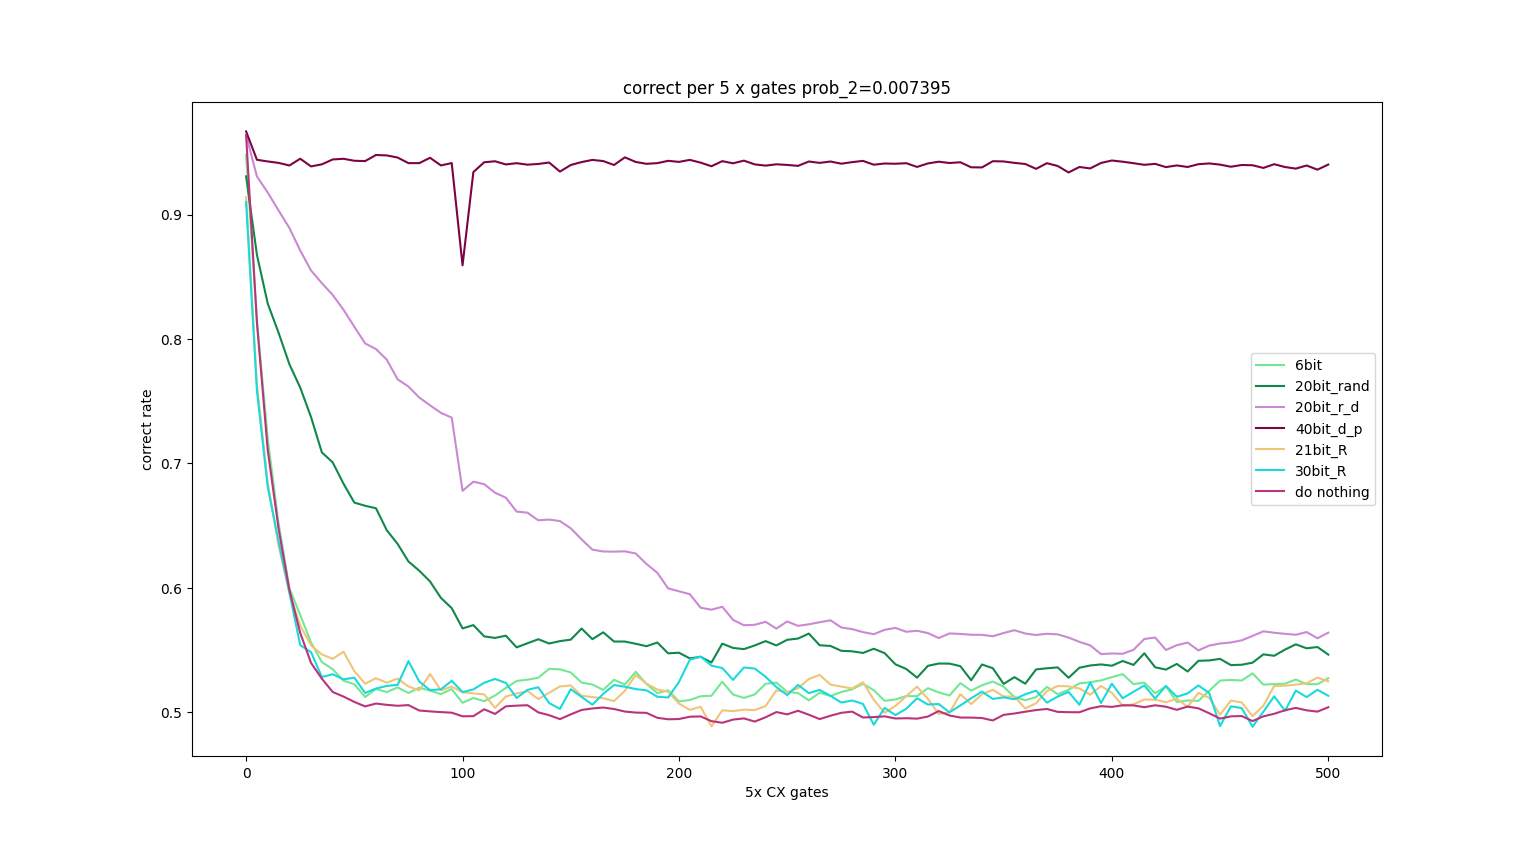 correct per 5 x gates prob_2=0.007395
correct rate
0.9
0.8
0.7
0.6
0.5
0
100
200
300
400
500
5x CX gates
6bit
20bit_rand
20bit_r_d
40bit_d_p
21bit_R
30bit_R
do nothing